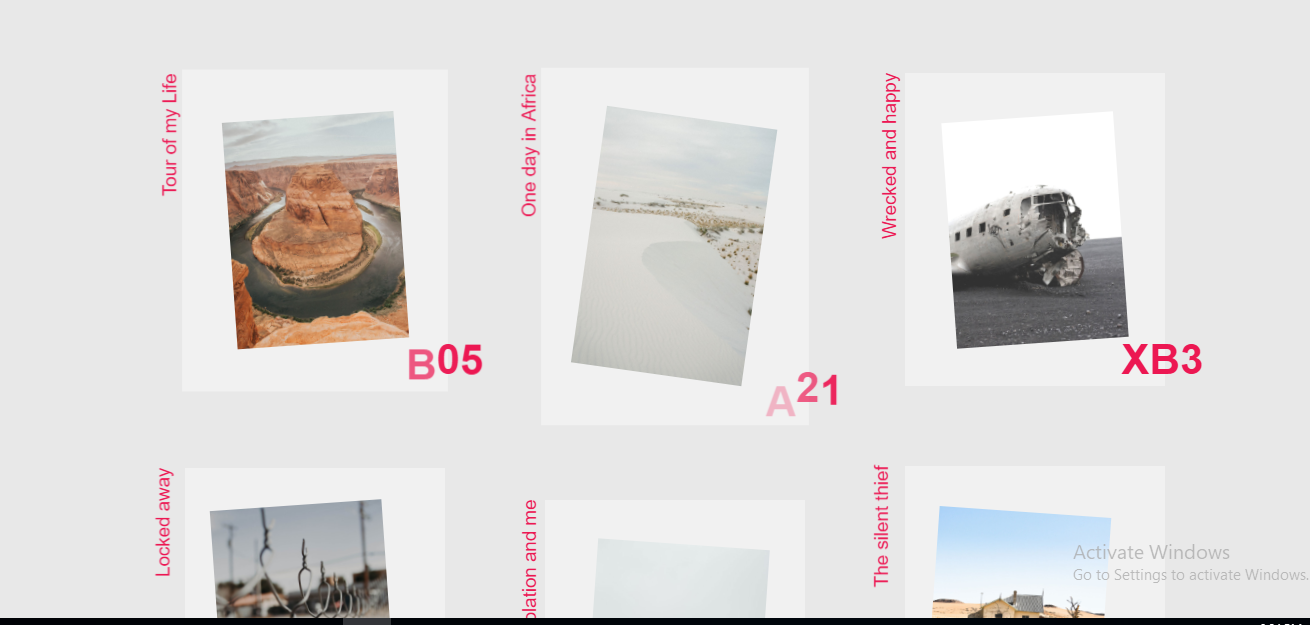 Tour of my Life
B05
One day in Africa
A21
Wrecked and happy
XB3
Locked away
olation and me
The silent thief
Activate Windows
Go to Settings to activate Windows.